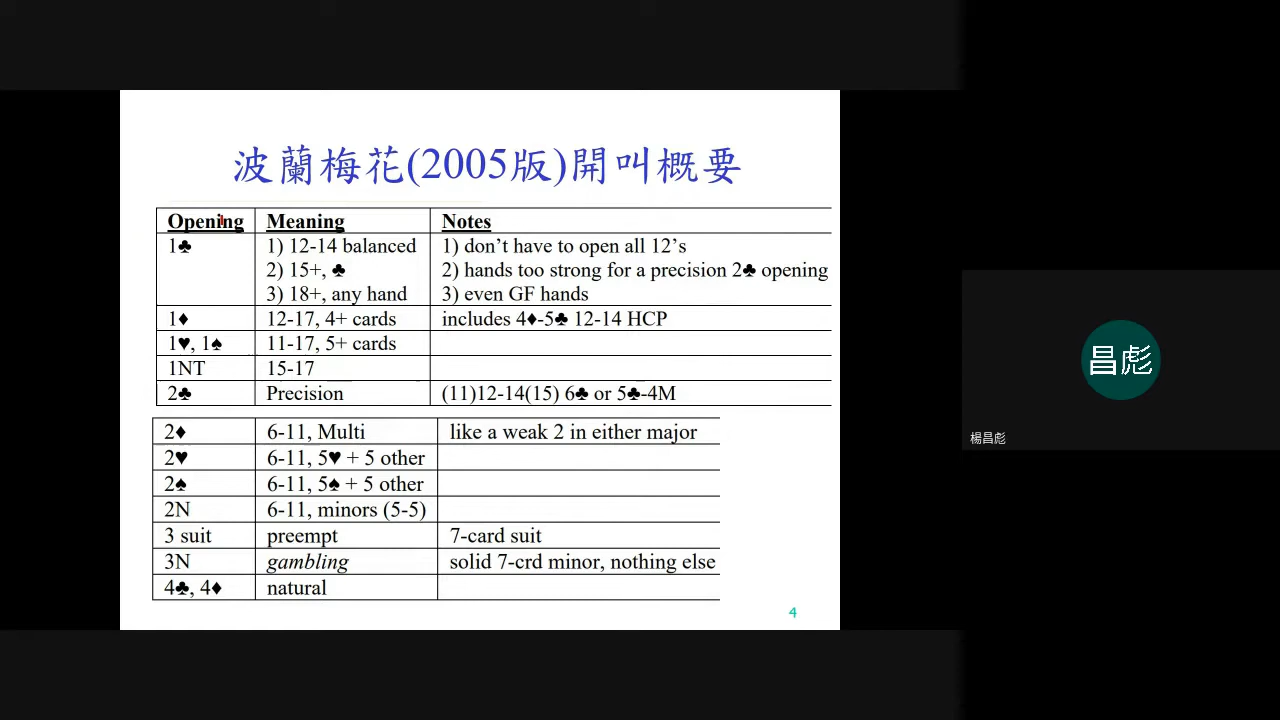 波蘭梅花(2005版)開叫概要
Opening Meaning Notes
1♣ 1) 12-14 balanced 1) don't have to open all 12's
2) 15+, ♣ 2) hands too strong for a precision 2♣ opening
3) 18+, any hand 3) even GF hands
1♦ 12-17, 4+ cards includes 4♦-5♣ 12-14 HCP
1♥, 1♠ 11-17, 5+ cards
1NT 15-17
2♣ Precision (11)12-14(15) 6♣ or 5♣-4M
2♦ 6-11, Multi like a weak 2 in either major
2♥ 6-11, 5♥ + 5 other
2♠ 6-11, 5♠ + 5 other
2N 6-11, minors (5-5)
3 suit preempt 7-card suit
3N gambling solid 7-crd minor, nothing else
4♣, 4♦ natural
4
昌彪
楊昌彪